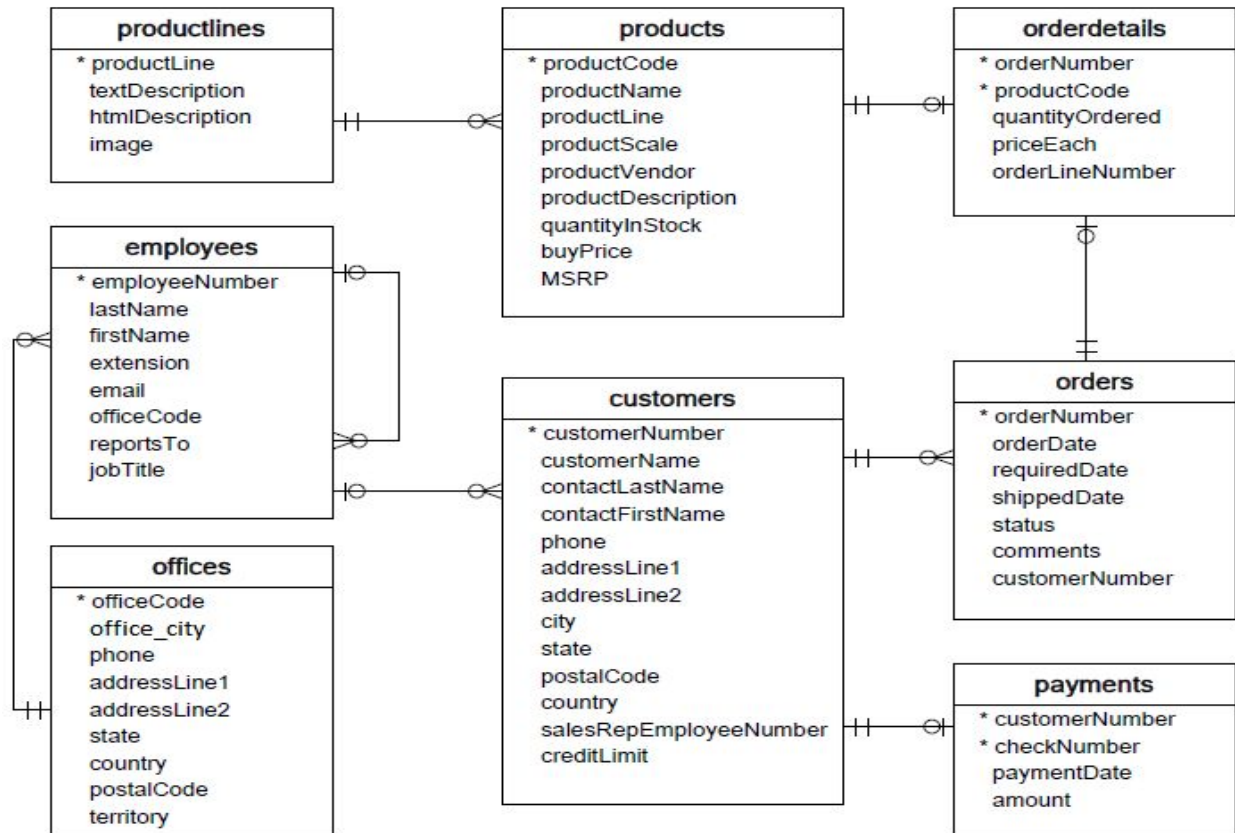 productlines
* productLine
textDescription
htmlDescription
image
products
* productCode
productName
productLine
productScale
productVendor
productDescription
quantityInStock
buyPrice
MSRP
orderdetails
* orderNumber
* productCode
quantityOrdered
priceEach
orderLineNumber
employees
* employeeNumber
lastName
firstName
extension
email
officeCode
reportsTo
jobTitle
customers
* customerNumber
customerName
contactLastName
contactFirstName
phone
addressLine1
addressLine2
city
state
postalCode
country
salesRepEmployeeNumber
creditLimit
orders
* orderNumber
orderDate
requiredDate
shippedDate
status
comments
customerNumber
offices
* officeCode
office_city
phone
addressLine1
addressLine2
state
country
postalCode
territory
payments
* customerNumber
* checkNumber
paymentDate
amount